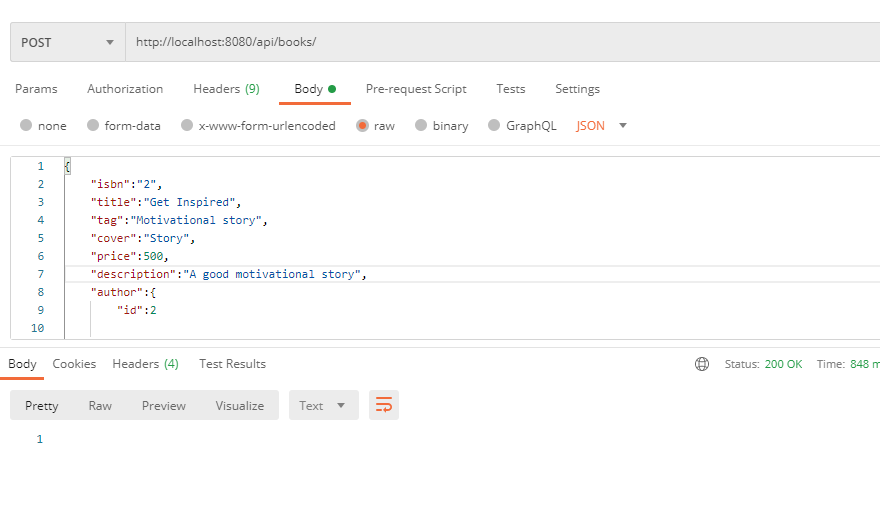 POST http://localhost:8080/api/books/
Params Authorization Headers (9) Body Pre-request Script Tests Settings
none form-data x-www-form-urlencoded raw binary GraphQL JSON
1 {
2 "isbn":"2",
3 "title":"Get Inspired",
4 "tag":"Motivational story",
5 "cover":"Story",
6 "price":500,
7 "description":"A good motivational story",
8 "author":{
9 "id":2
10
Body Cookies Headers (4) Test Results Status: 200 OK Time: 848 m
Pretty Raw Preview Visualize Text
1